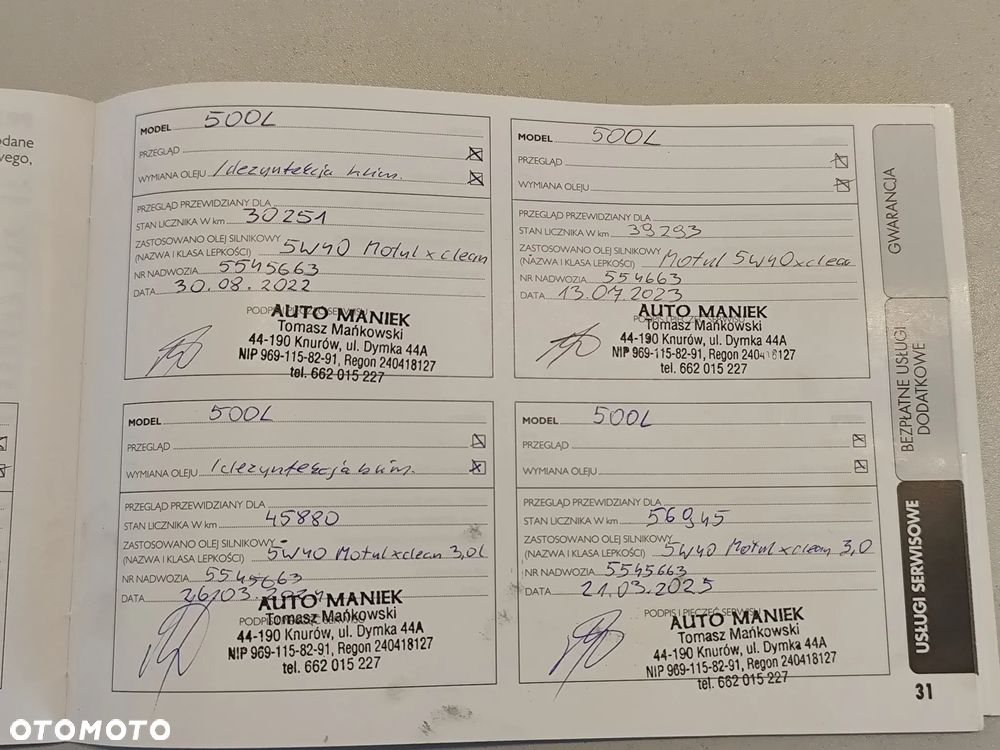 odane
wego,
MODEL 500L
PRZEGLĄD
WYMIANA OLEJU /dezynfekcja klim.
PRZEGLĄD PRZEWIDZIANY DLA
STAN LICZNIKA W km 30251
ZASTOSOWANO OLEJ SILNIKOWY
(NAZWA I KLASA LEPKOŚCI) 5W40 Motul xclean
NR NADWOZIA 5545663
DATA 30.08.2022
AUTO MANIEK
Tomasz Mańkowski
44-190 Knurów, ul. Dymka 44A
NIP 969-115-82-91, Regon 240418127
tel. 662 015 227
MODEL 500L
PRZEGLĄD
WYMIANA OLEJU
PRZEGLĄD PRZEWIDZIANY DLA
STAN LICZNIKA W km 39293
ZASTOSOWANO OLEJ SILNIKOWY
(NAZWA I KLASA LEPKOŚCI) Motul 5W40xclean
NR NADWOZIA 554663
DATA 13.07.2023
AUTO MANIEK
Tomasz Mańkowski
44-190 Knurów, ul. Dymka 44A
NIP 969-115-82-91, Regon 240418127
tel. 662 015 227
MODEL 500L
PRZEGLĄD
WYMIANA OLEJU /dezynfekcja klim.
PRZEGLĄD PRZEWIDZIANY DLA
STAN LICZNIKA W km 45880
ZASTOSOWANO OLEJ SILNIKOWY
(NAZWA I KLASA LEPKOŚCI) 5W40 Motul xclean 3,0l
NR NADWOZIA 5545663
DATA
AUTO MANIEK
Tomasz Mańkowski
44-190 Knurów, ul. Dymka 44A
NIP 969-115-82-91, Regon 240418127
tel. 662 015 227
MODEL 500L
PRZEGLĄD
WYMIANA OLEJU
PRZEGLĄD PRZEWIDZIANY DLA
STAN LICZNIKA W km 56945
ZASTOSOWANO OLEJ SILNIKOWY
(NAZWA I KLASA LEPKOŚCI) 5W40 Motul xclean 3,0
NR NADWOZIA 5545663
DATA 21.03.2025
PODPIS I PIECZĘĆ SERWISU
AUTO MANIEK
Tomasz Mańkowski
44-190 Knurów, ul. Dymka 44A
NIP 969-115-82-91, Regon 240418127
tel. 662 015 227
GWARANCJA
BEZPŁATNE USŁUGI
DODATKOWE
USŁUGI SERWISOWE
31
OTOMOTO